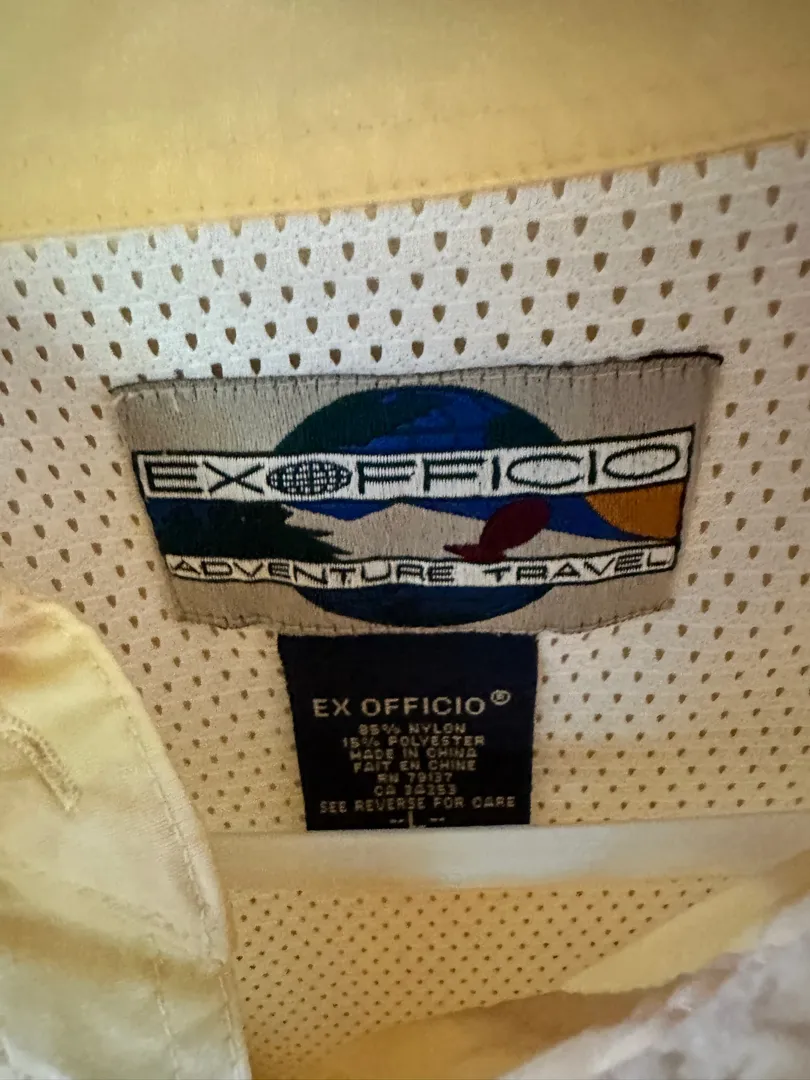 EXOFFICIO
ADVENTURE TRAVEL
EX OFFICIO®
85% NYLON
15% POLYESTER
MADE IN CHINA
FAIT EN CHINE
RN 79137
CA 34253
SEE REVERSE FOR CARE
-L-